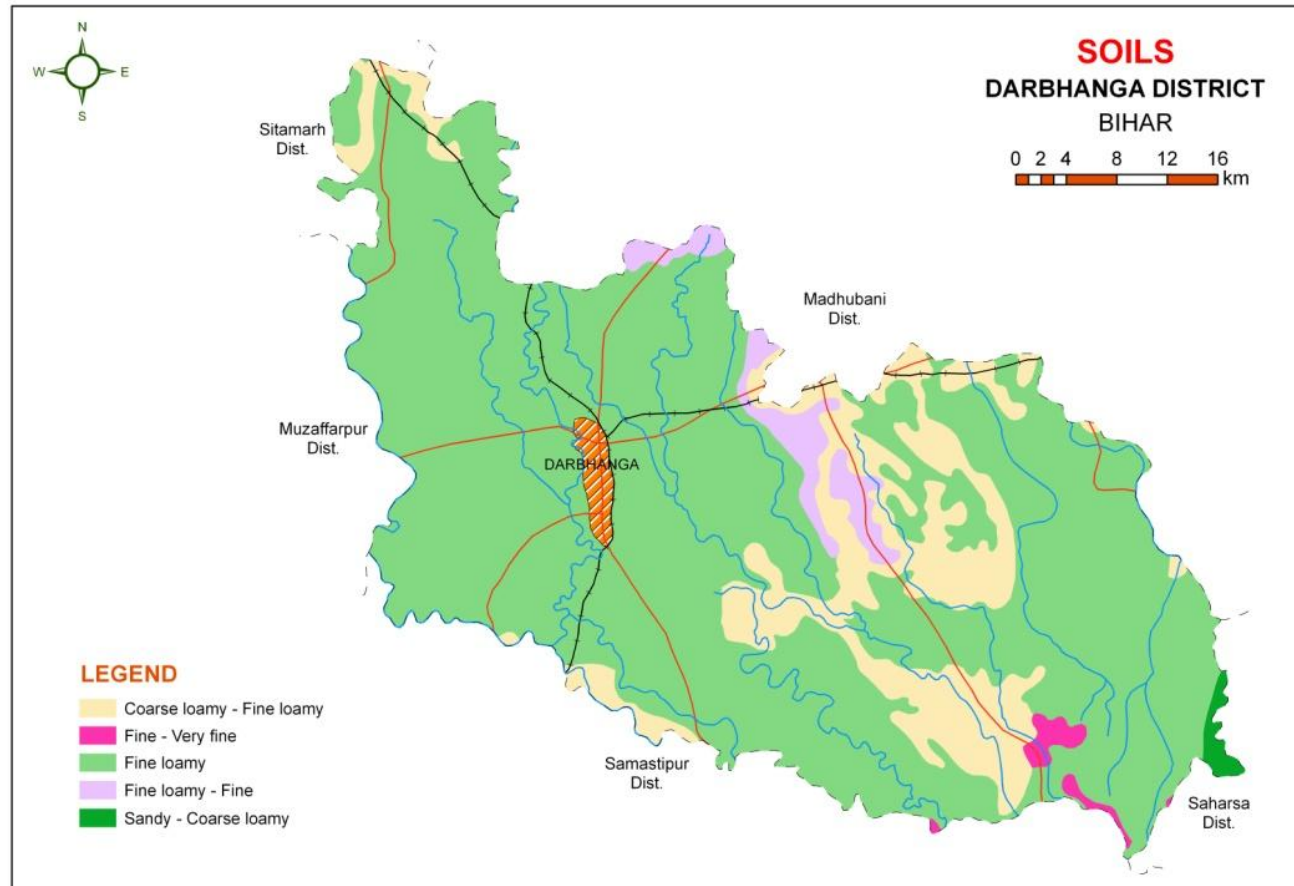 N
W E
S
SOILS
DARBHANGA DISTRICT
BIHAR
0 2 4 8 12 16
km
Sitamarh
Dist.
Madhubani
Dist.
Muzaffarpur
Dist.
DARBHANGA
Samastipur
Dist.
Saharsa
Dist.
LEGEND
Coarse loamy - Fine loamy
Fine - Very fine
Fine loamy
Fine loamy - Fine
Sandy - Coarse loamy